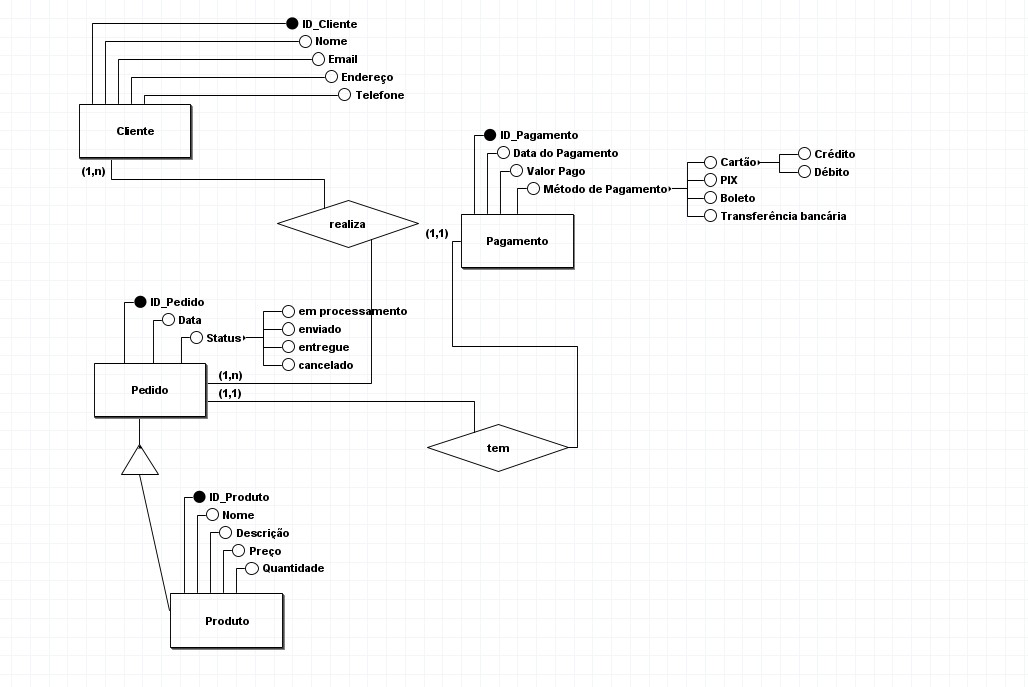 ID_Cliente
Nome
Email
Endereço
Telefone
Cliente
(1,n)
realiza
ID_Pagamento
Data do Pagamento
Valor Pago
Método de Pagamento
Cartão
Crédito
Débito
PIX
Boleto
Transferência bancária
(1,1)
Pagamento
ID_Pedido
Data
Status
em processamento
enviado
entregue
cancelado
Pedido
(1,n)
(1,1)
tem
ID_Produto
Nome
Descrição
Preço
Quantidade
Produto